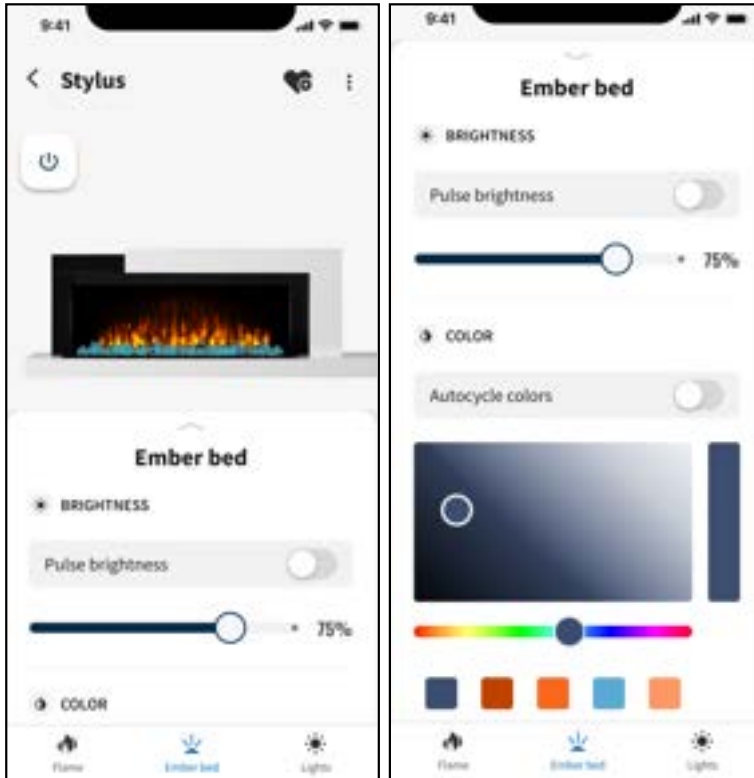 9:41
Stylus
Ember bed
BRIGHTNESS
Pulse brightness
75%
COLOR
Flame
Ember bed
Lights
9:41
Ember bed
BRIGHTNESS
Pulse brightness
75%
COLOR
Autocycle colors
Flame
Ember bed
Lights